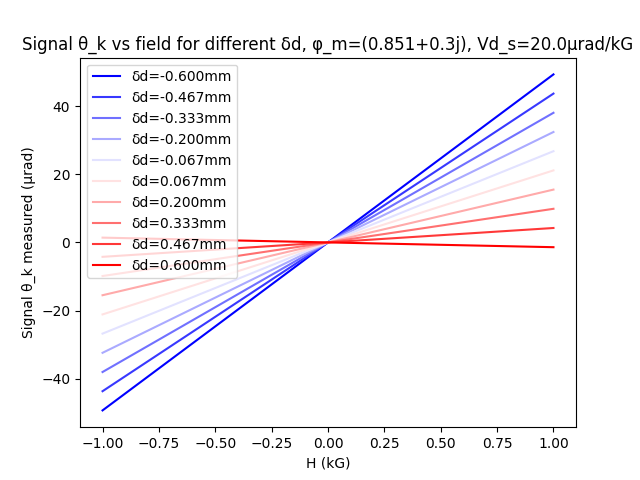 Signal θ_k vs field for different δd, φ_m=(0.851+0.3j), Vd_s=20.0μrad/kG
δd=-0.600mm
δd=-0.467mm
δd=-0.333mm
δd=-0.200mm
δd=-0.067mm
δd=0.067mm
δd=0.200mm
δd=0.333mm
δd=0.467mm
δd=0.600mm
40
20
0
−20
−40
Signal θ_k measured (μrad)
−1.00 −0.75 −0.50 −0.25 0.00 0.25 0.50 0.75 1.00
H (kG)